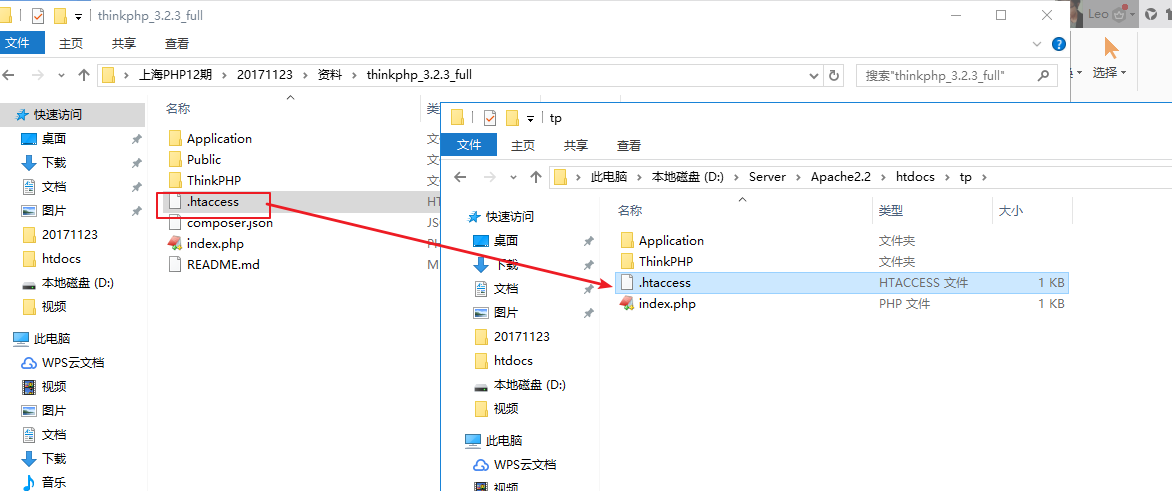 thinkphp_3.2.3_full
Leo
文件 主页 共享 查看
上海PHP12期 20171123 资料 thinkphp_3.2.3_full
搜索"thinkphp_3.2.3_full"
选择
快速访问
桌面
下载
文档
图片
20171123
htdocs
本地磁盘 (D:)
视频
此电脑
WPS云文档
视频
图片
文档
下载
音乐
名称
Application
Public
ThinkPHP
.htaccess
composer.json
index.php
README.md
tp
文件 主页 共享 查看
此电脑 本地磁盘 (D:) Server Apache2.2 htdocs tp
快速访问
桌面
下载
文档
图片
20171123
htdocs
本地磁盘 (D:)
视频
此电脑
WPS云文档
视频
名称 类型 大小
Application 文件夹
ThinkPHP 文件夹
.htaccess HTACCESS 文件 1 KB
index.php PHP 文件 1 KB